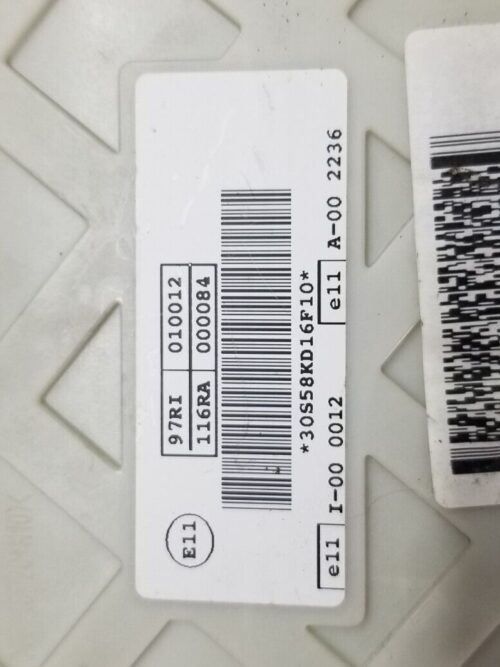 E11
97RI 010012
116RA 000084
*30S58KD16F10*
e11 I-00 0012 e11 A-00 2236